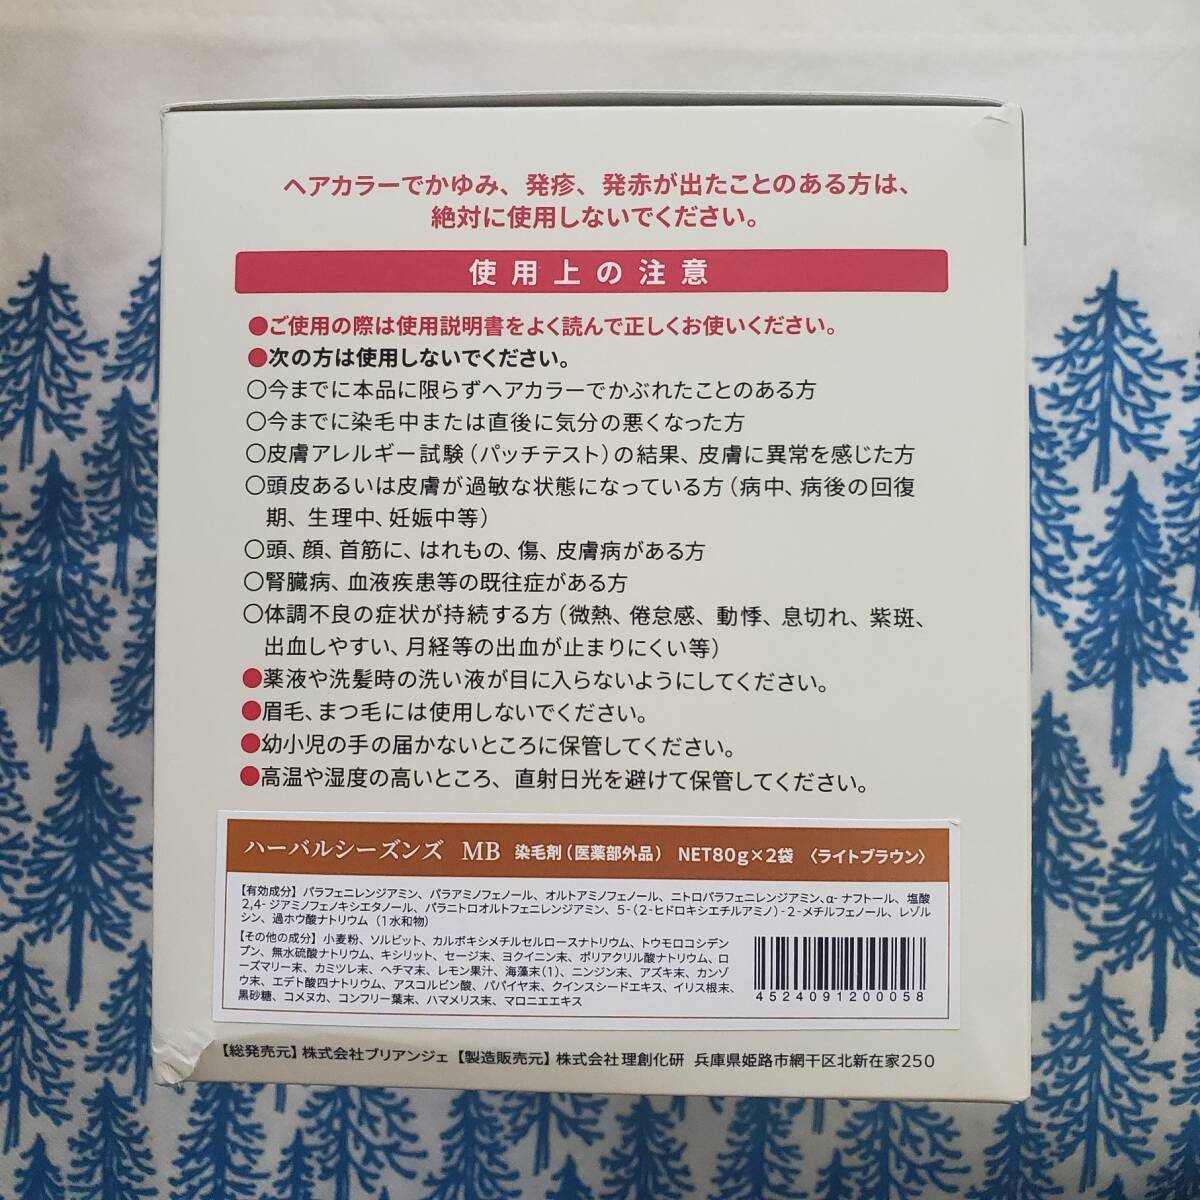 ヘアカラーでかゆみ、発疹、発赤が出たことのある方は、
絶対に使用しないでください。
使用上の注意
●ご使用の際は使用説明書をよく読んで正しくお使いください。
●次の方は使用しないでください。
○今までに本品に限らずヘアカラーでかぶれたことのある方
○今までに染毛中または直後に気分の悪くなった方
○皮膚アレルギー試験(パッチテスト)の結果、皮膚に異常を感じた方
○頭皮あるいは皮膚が過敏な状態になっている方(病中、病後の回復
期、生理中、妊娠中等)
○頭、顔、首筋に、はれもの、傷、皮膚病がある方
○腎臓病、血液疾患等の既往症がある方
○体調不良の症状が持続する方(微熱、倦怠感、動悸、息切れ、紫斑、
出血しやすい、月経等の出血が止まりにくい等)
●薬液や洗髪時の洗い液が目に入らないようにしてください。
●眉毛、まつ毛には使用しないでください。
●幼小児の手の届かないところに保管してください。
●高温や湿度の高いところ、直射日光を避けて保管してください。
ハーバルシーズンズ MB 染毛剤(医薬部外品) NET80g×2袋 〈ライトブラウン〉
【有効成分】パラフェニレンジアミン、パラアミノフェノール、オルトアミノフェノール、ニトロパラフェニレンジアミン、α-ナフトール、塩酸
2,4-ジアミノフェノキシエタノール、パラニトロオルトフェニレンジアミン、5-(2-ヒドロキシエチルアミノ)-2-メチルフェノール、レゾル
シン、過ホウ酸ナトリウム(1水和物)
【その他の成分】小麦粉、ソルビット、カルボキシメチルセルロースナトリウム、トウモロコシデン
プン、無水硫酸ナトリウム、キシリット、セージ末、ヨクイニン末、ポリアクリル酸ナトリウム、ロ
ーズマリー末、カミツレ末、ヘチマ末、レモン果汁、海藻末(1)、ニンジン末、アズキ末、カンゾ
ウ末、エデト酸四ナトリウム、アスコルビン酸、パパイヤ末、クインスシードエキス、イリス根末、
黒砂糖、コメヌカ、コンフリー葉末、ハマメリス末、マロニエエキス
4524091200058
【総発売元】株式会社ブリアンジェ【製造販売元】株式会社理創化研 兵庫県姫路市網干区北新在家250